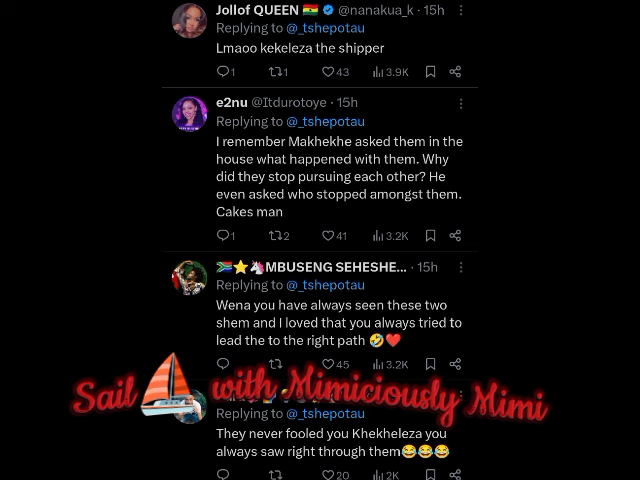 Jollof QUEEN 🇬🇭 @nanakua_k · 15h
Replying to @_tshepotau
Lmaoo kekeleza the shipper
1 1 43 3.9K
e2nu @Itdurotoye · 15h
Replying to @_tshepotau
I remember Makhekhe asked them in the
house what happened with them. Why
did they stop pursuing each other? He
even asked who stopped amongst them.
Cakes man
1 2 41 3.2K
🇿🇦⭐🦄MBUSENG SEHESHE... · 15h
Replying to @_tshepotau
Wena you have always seen these two
shem and I loved that you always tried to
lead the to the right path 🤣❤️
45 3.2K
Sail ⛵ with Mimiciously Mimi
Replying to @_tshepotau
They never fooled you Khekheleza you
always saw right through them😂😂😂
20 2K